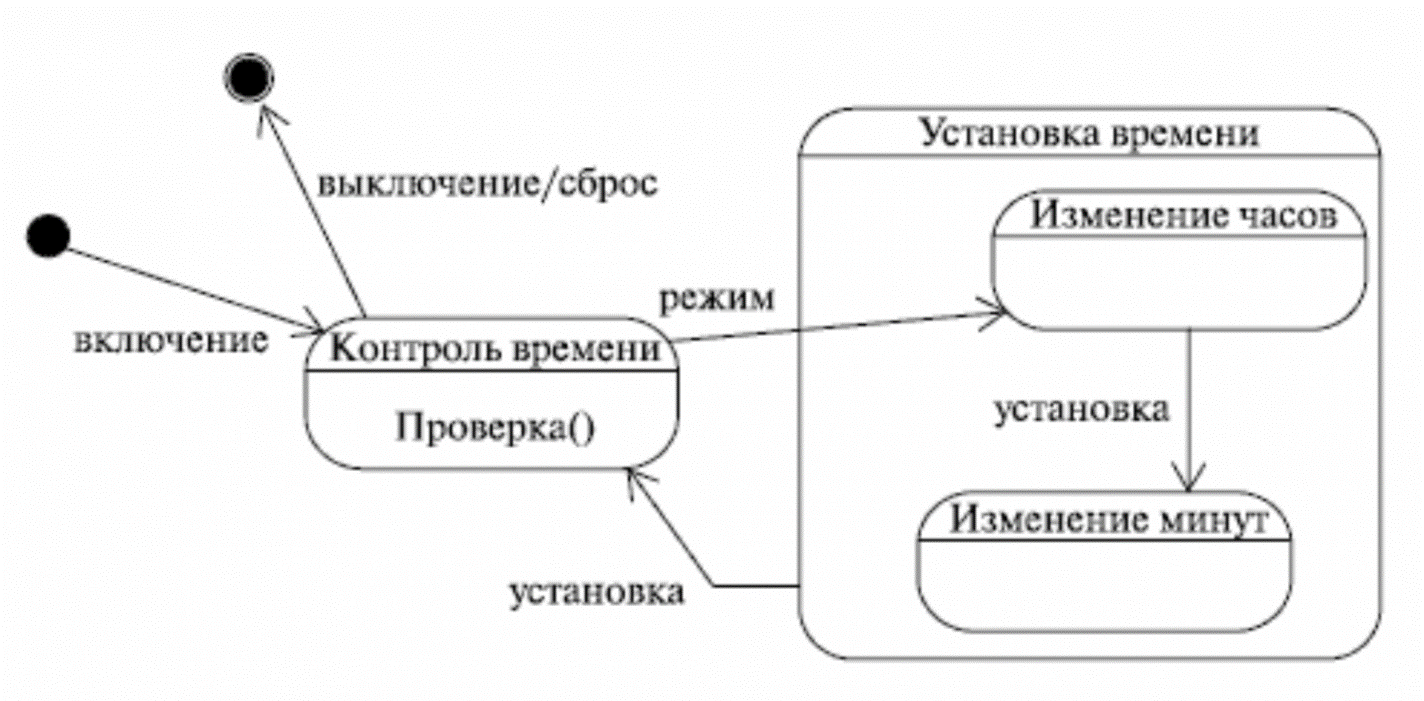 Установка времени
выключение/сброс
Изменение часов
режим
включение
Контроль времени
Проверка()
установка
Изменение минут
установка